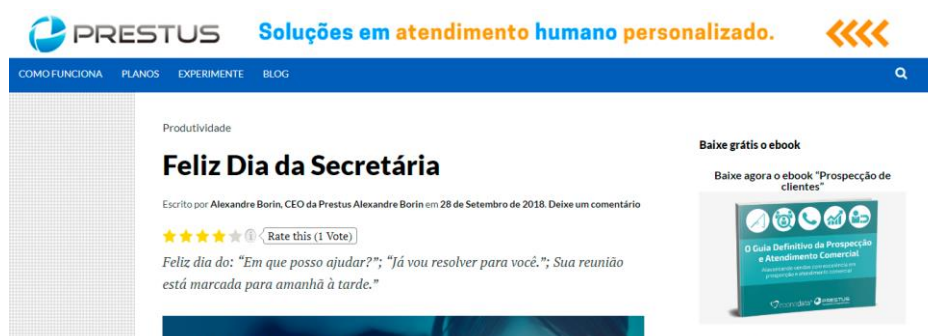 PRESTUS
Soluções em atendimento humano personalizado.
COMO FUNCIONA PLANOS EXPERIMENTE BLOG
Produtividade
Feliz Dia da Secretária
Escrito por Alexandre Borin, CEO da Prestus Alexandre Borin em 28 de Setembro de 2018. Deixe um comentário
Rate this (1 Vote)
Feliz dia do: “Em que posso ajudar?”; “Já vou resolver para você.”; Sua reunião
está marcada para amanhã à tarde.”
Baixe grátis o ebook
Baixe agora o ebook “Prospecção de
clientes”
O Guia Definitivo da Prospecção
e Atendimento Comercial
PRESTUS